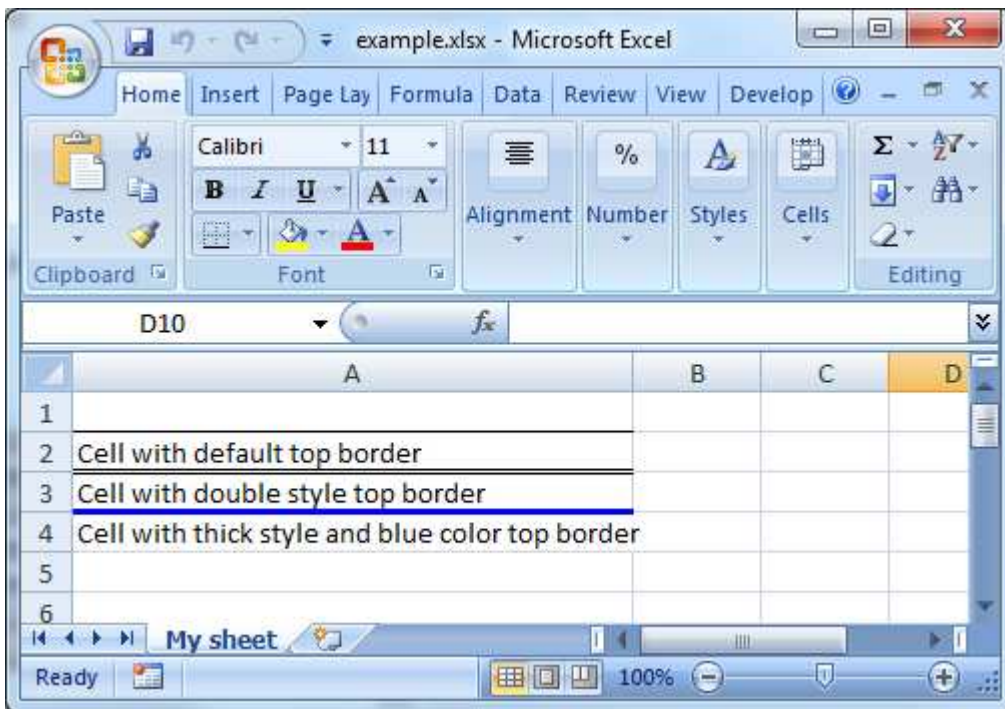 example.xlsx - Microsoft Excel
Home Insert Page Lay Formula Data Review View Develop
Calibri 11
B I U A A
Paste
A
Alignment Number Styles Cells
%
Σ
Clipboard Font Editing
D10 fx
A B C D
1
2 Cell with default top border
3 Cell with double style top border
4 Cell with thick style and blue color top border
5
6
My sheet
Ready 100%